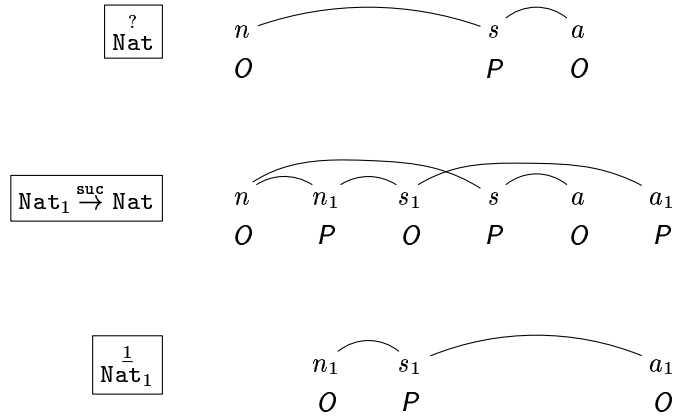 ?
Nat n s a
O P O
Nat₁ suc→ Nat n n₁ s₁ s a a₁
O P O P O P
1
Nat₁ n₁ s₁ a₁
O P O